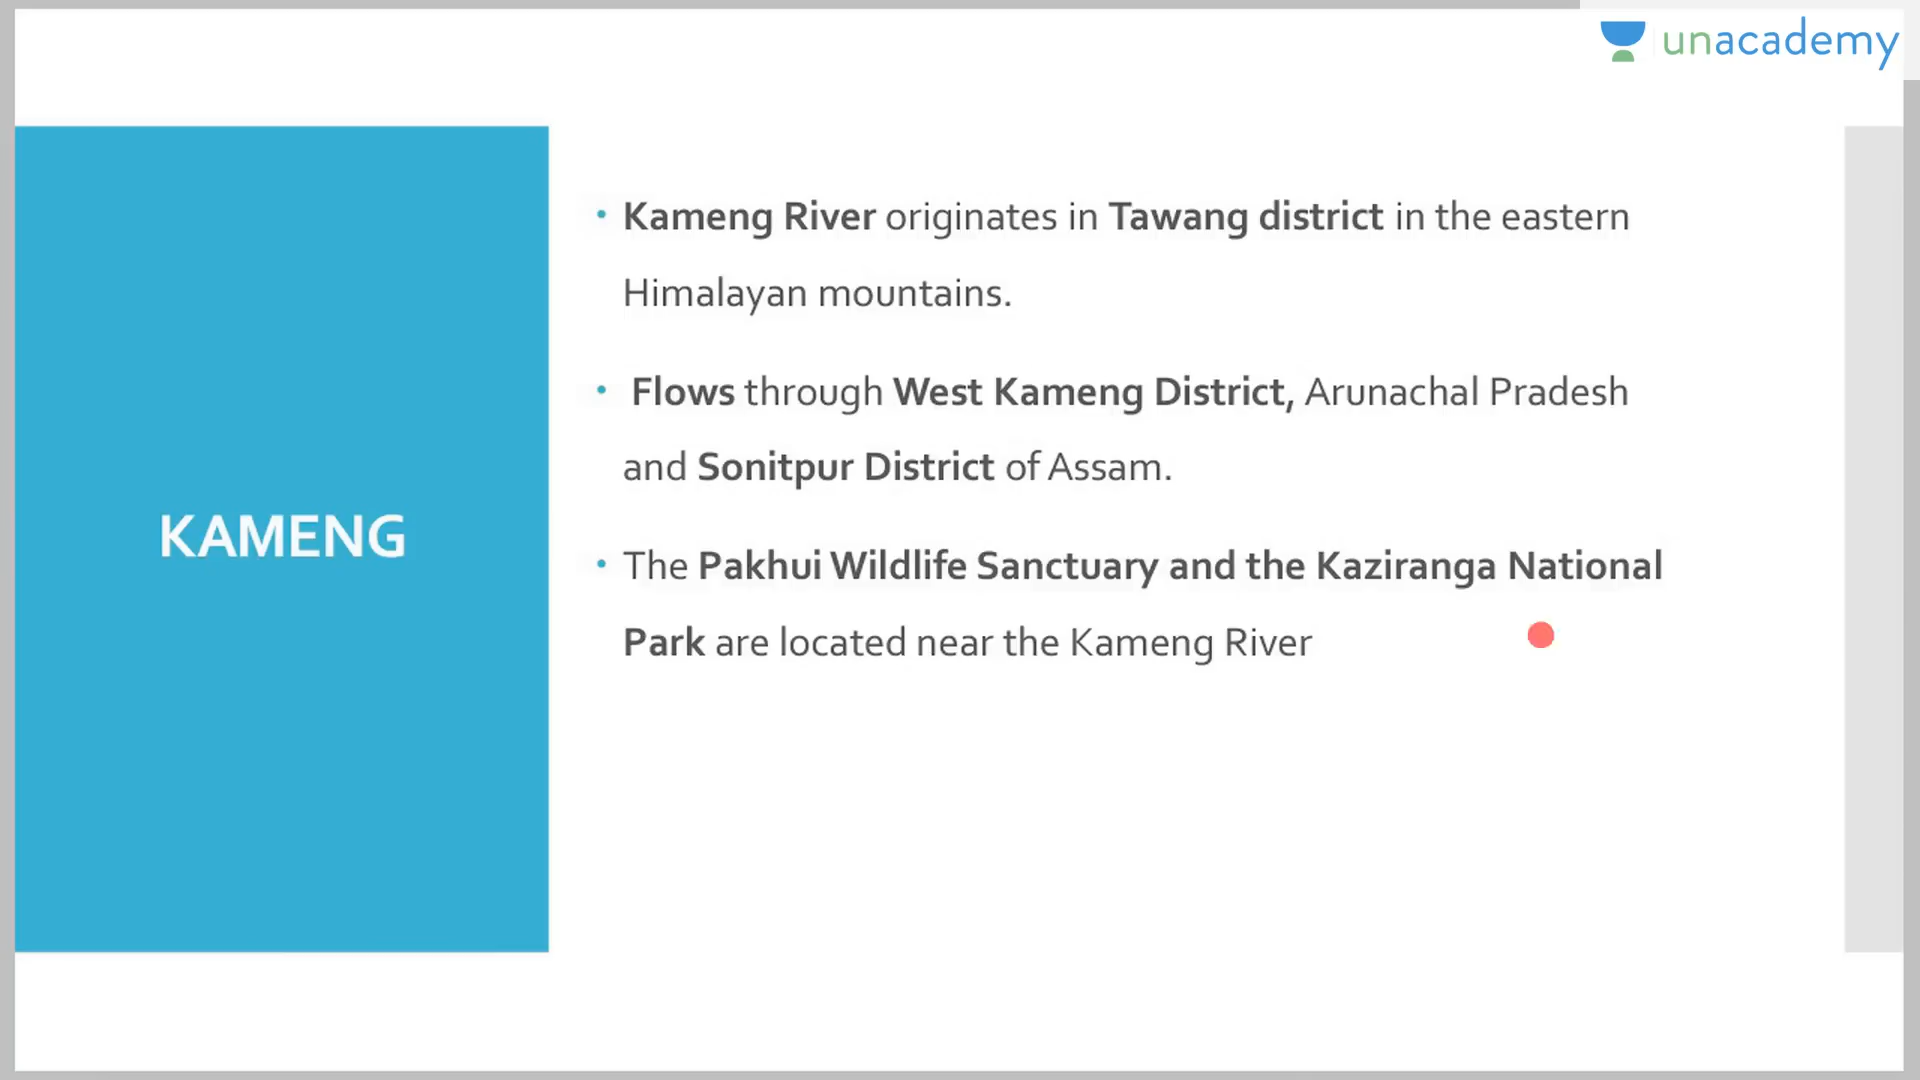 unacademy
KAMENG
• Kameng River originates in Tawang district in the eastern
Himalayan mountains.
• Flows through West Kameng District, Arunachal Pradesh
and Sonitpur District of Assam.
• The Pakhui Wildlife Sanctuary and the Kaziranga National
Park are located near the Kameng River